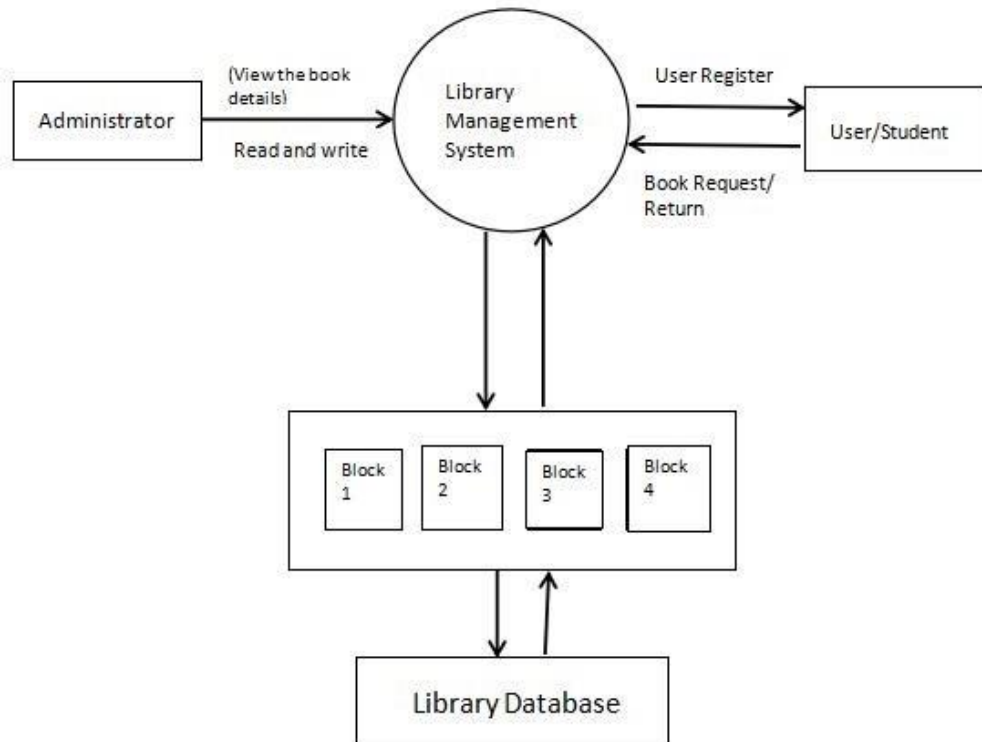 Administrator
(View the book
details)
Read and write
Library
Management
System
User Register
Book Request/
Return
User/Student
Block
1
Block
2
Block
3
Block
4
Library Database